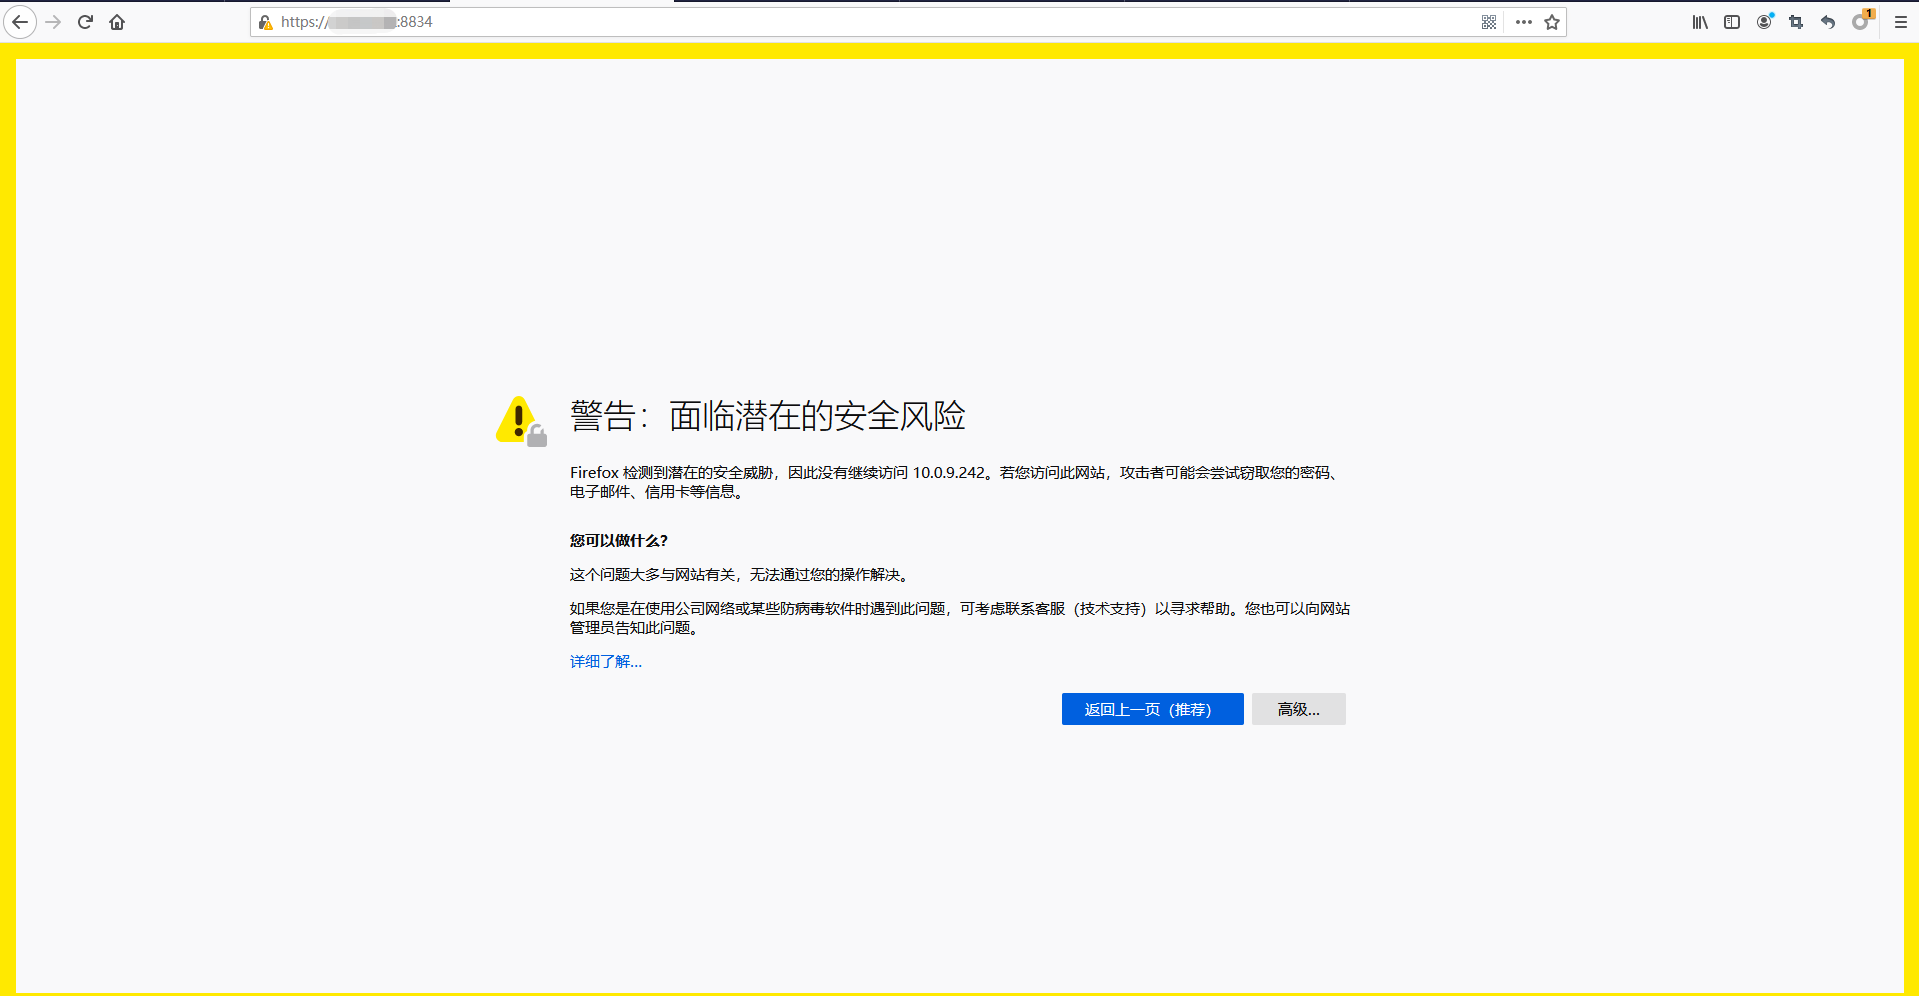 https://
:8834
1
警告：面临潜在的安全风险
Firefox 检测到潜在的安全威胁，因此没有继续访问 10.0.9.242。若您访问此网站，攻击者可能会尝试窃取您的密码、
电子邮件、信用卡等信息。
您可以做什么？
这个问题大多与网站有关，无法通过您的操作解决。
如果您是在使用公司网络或某些防病毒软件时遇到此问题，可考虑联系客服（技术支持）以寻求帮助。您也可以向网站
管理员告知此问题。
详细了解...
返回上一页（推荐）
高级...